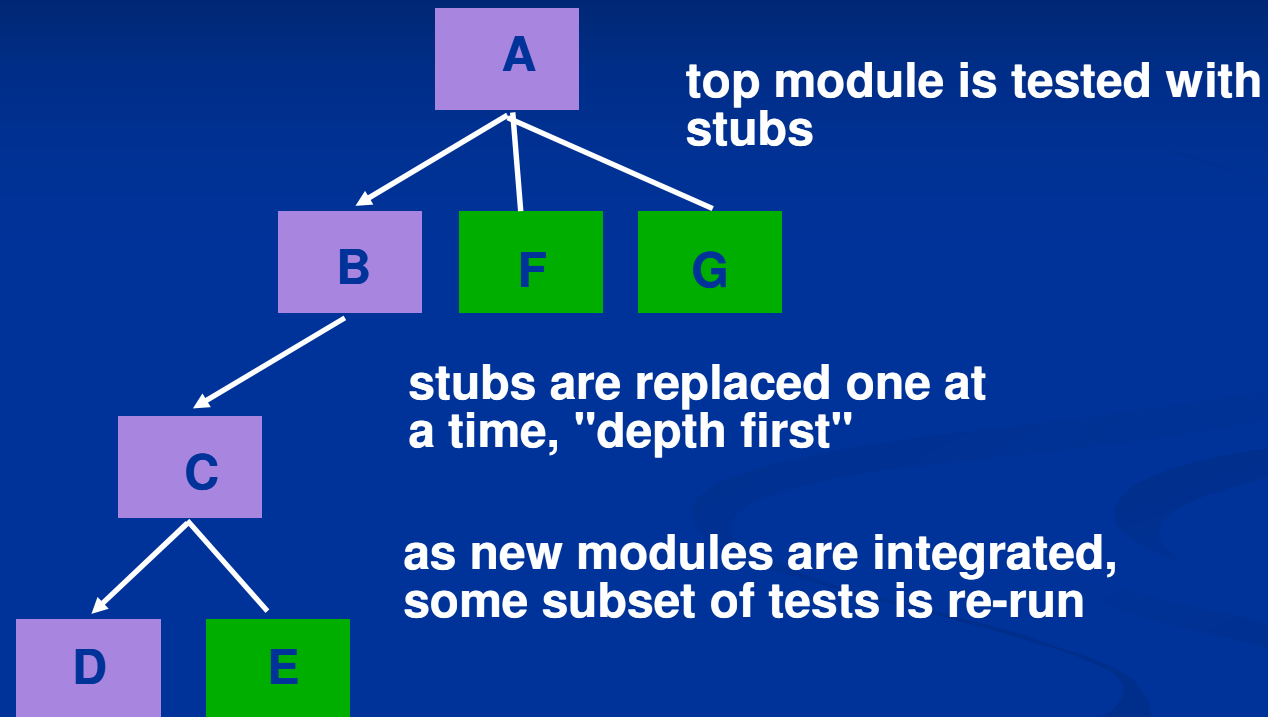 A
top module is tested with
stubs
B
F
G
stubs are replaced one at
a time, "depth first"
C
as new modules are integrated,
some subset of tests is re-run
D
E